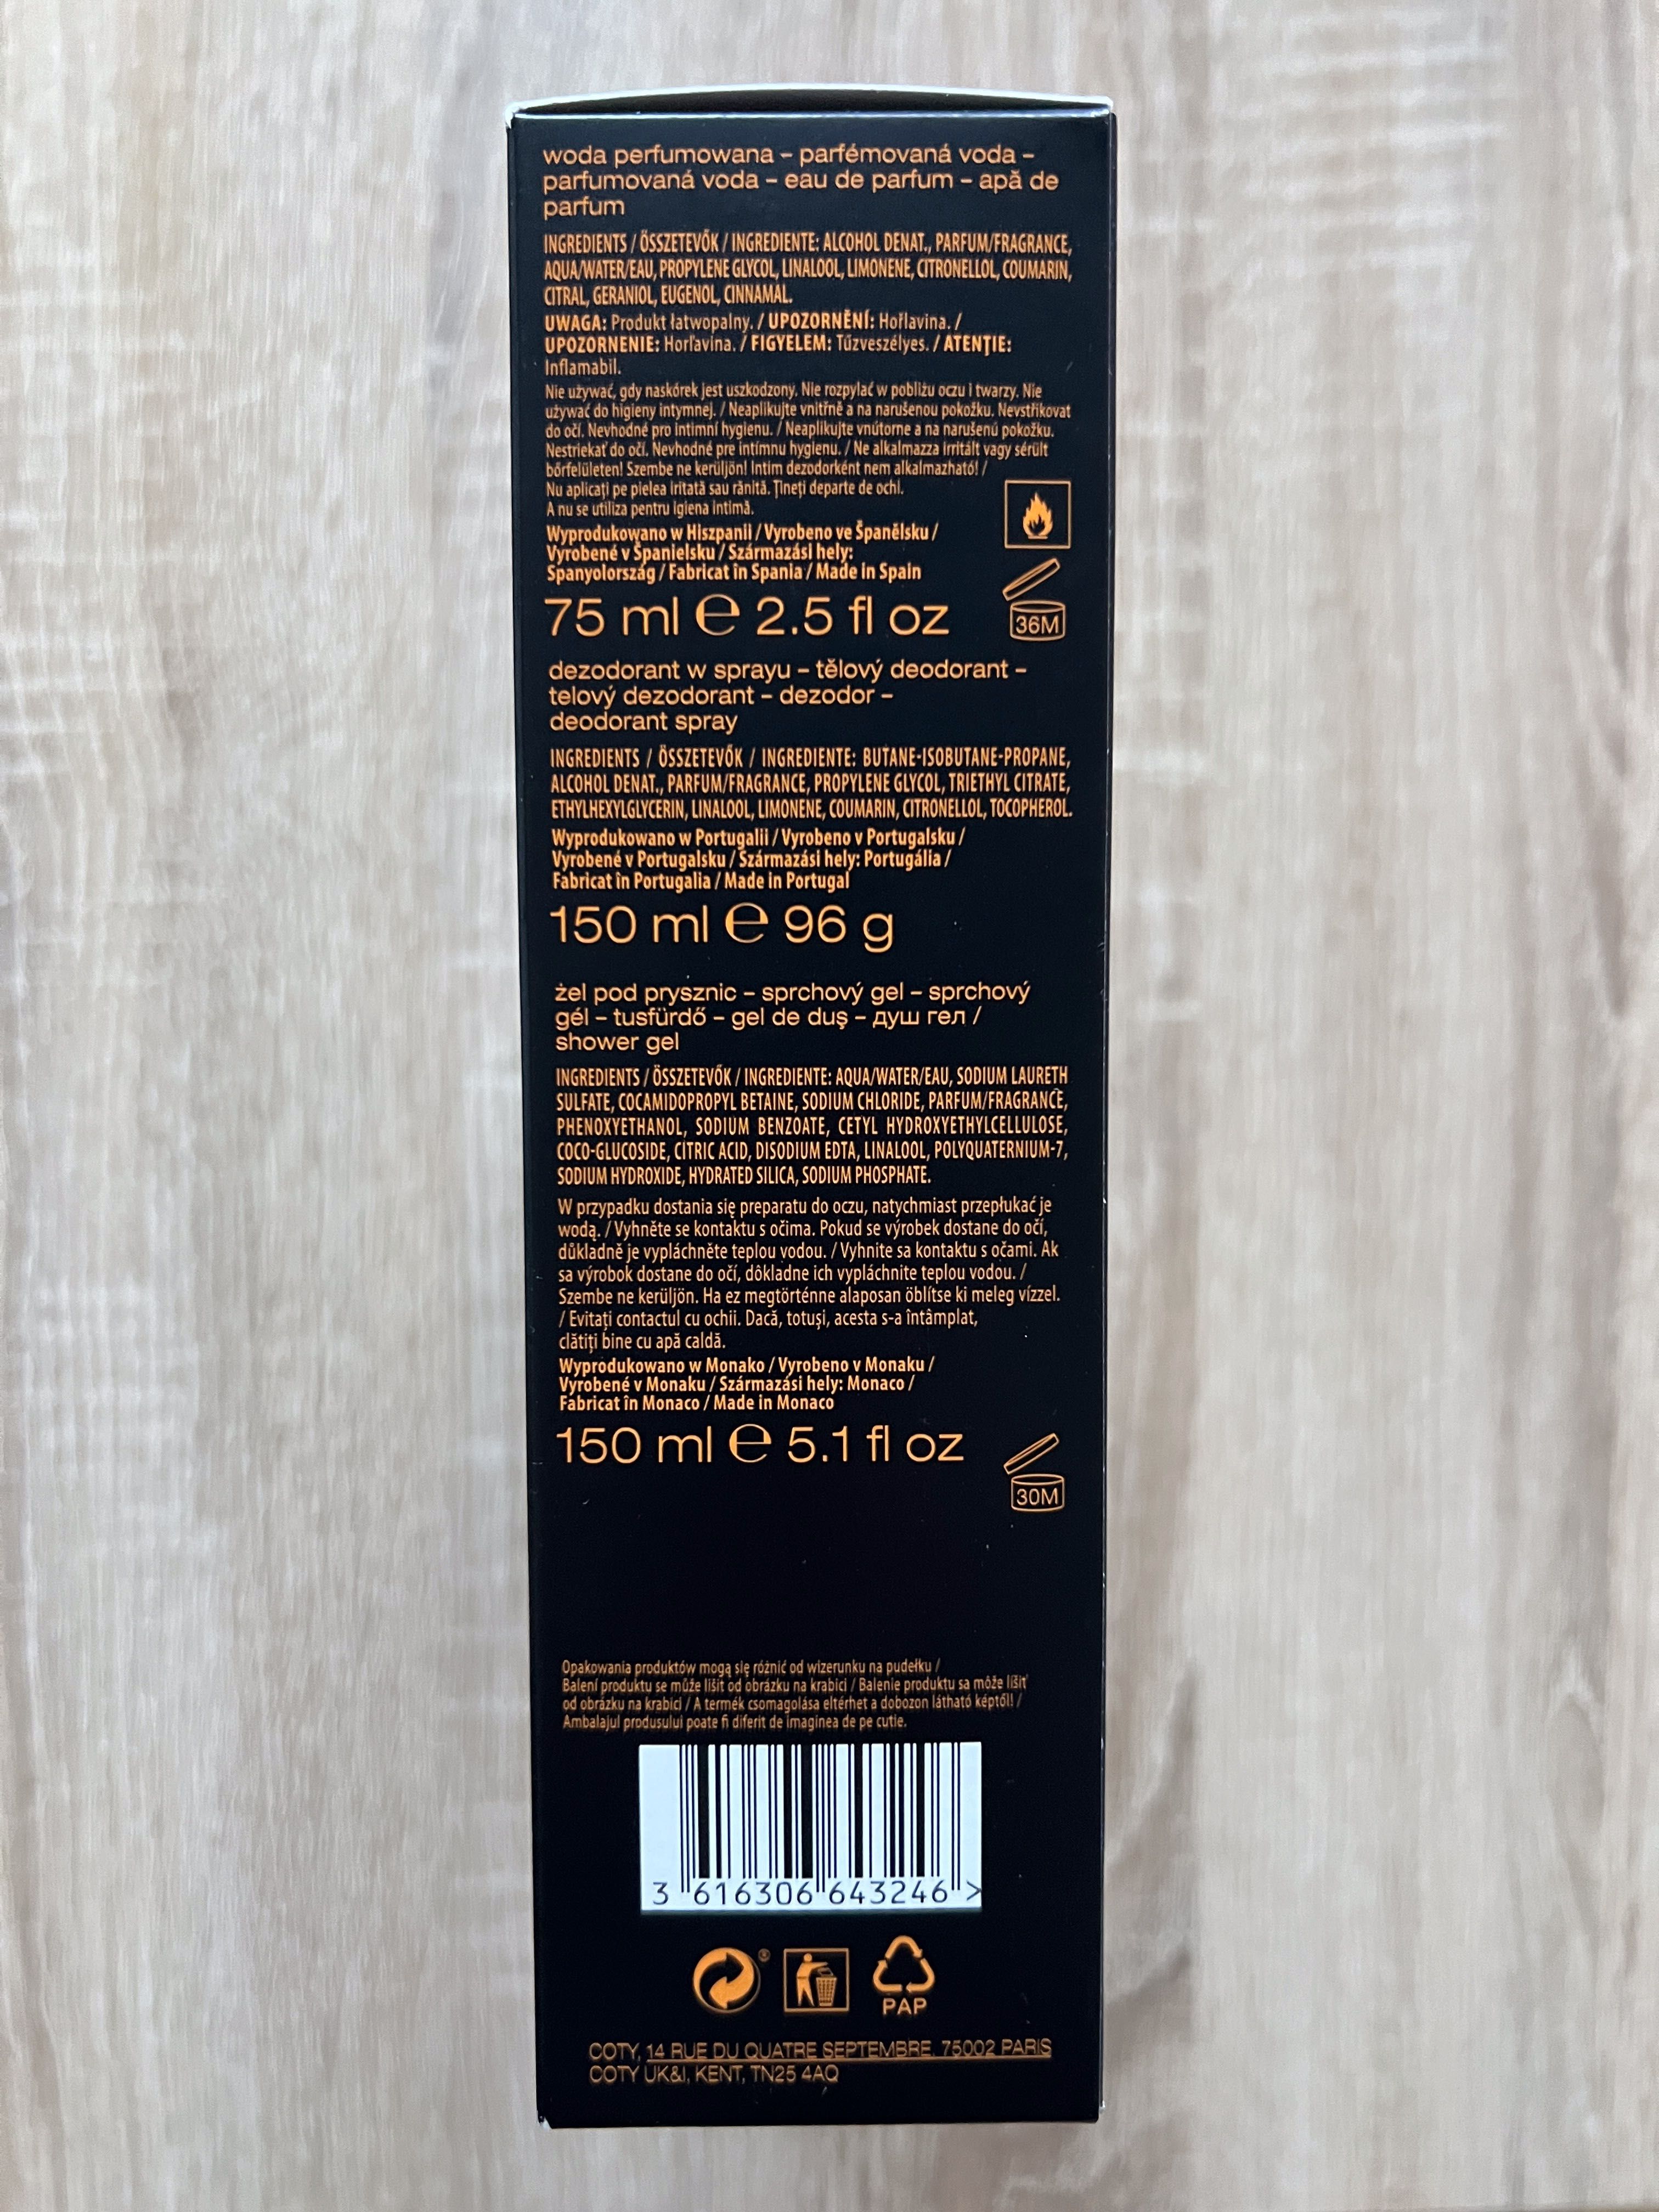 woda perfumowana – parfémovaná voda –
parfumovaná voda – eau de parfum – apă de
parfum
INGREDIENTS / ÖSSZETEVŐK / INGREDIENTE: ALCOHOL DENAT., PARFUM/FRAGRANCE,
AQUA/WATER/EAU, PROPYLENE GLYCOL, LINALOOL, LIMONENE, CITRONELLOL, COUMARIN,
CITRAL, GERANIOL, EUGENOL, CINNAMAL.
UWAGA: Produkt łatwopalny. / UPOZORNĚNÍ: Hořlavina. /
UPOZORNENIE: Horľavina. / FIGYELEM: Tűzveszélyes. / ATENŢIE:
Inflamabil.
Nie używać, gdy naskórek jest uszkodzony. Nie rozpylać w pobliżu oczu i twarzy. Nie
używać do higieny intymnej. / Neaplikujte vnitřně a na narušenou pokožku. Nevstřikovat
do očí. Nevhodné pro intimní hygienu. / Neaplikujte vnútorne a na narušenú pokožku.
Nestriekať do očí. Nevhodné pre intímnu hygienu. / Ne alkalmazza irritált vagy sérült
bőrfelületen! Szembe ne kerüljön! Intim dezodorként nem alkalmazható! /
Nu aplicaţi pe pielea iritată sau rănită. Ţineţi departe de ochi.
A nu se utiliza pentru igiena intimă.
Wyprodukowano w Hiszpanii / Vyrobeno ve Španělsku /
Vyrobené v Španielsku / Származási hely:
Spanyolország / Fabricat în Spania / Made in Spain
75 ml e 2.5 fl oz
36M
dezodorant w sprayu – tělový deodorant –
telový dezodorant – dezodor –
deodorant spray
INGREDIENTS / ÖSSZETEVŐK / INGREDIENTE: BUTANE-ISOBUTANE-PROPANE,
ALCOHOL DENAT., PARFUM/FRAGRANCE, PROPYLENE GLYCOL, TRIETHYL CITRATE,
ETHYLHEXYLGLYCERIN, LINALOOL, LIMONENE, COUMARIN, CITRONELLOL, TOCOPHEROL.
Wyprodukowano w Portugalii / Vyrobeno v Portugalsku /
Vyrobené v Portugalsku / Származási hely: Portugália /
Fabricat în Portugalia / Made in Portugal
150 ml e 96 g
żel pod prysznic – sprchový gel – sprchový
gél – tusfürdő – gel de duş – душ гел /
shower gel
INGREDIENTS / ÖSSZETEVŐK / INGREDIENTE: AQUA/WATER/EAU, SODIUM LAURETH
SULFATE, COCAMIDOPROPYL BETAINE, SODIUM CHLORIDE, PARFUM/FRAGRANCE,
PHENOXYETHANOL, SODIUM BENZOATE, CETYL HYDROXYETHYLCELLULOSE,
COCO-GLUCOSIDE, CITRIC ACID, DISODIUM EDTA, LINALOOL, POLYQUATERNIUM-7,
SODIUM HYDROXIDE, HYDRATED SILICA, SODIUM PHOSPHATE.
W przypadku dostania się preparatu do oczu, natychmiast przepłukać je
wodą. / Vyhněte se kontaktu s očima. Pokud se výrobek dostane do očí,
důkladně je vypláchněte teplou vodou. / Vyhnite sa kontaktu s očami. Ak
sa výrobok dostane do očí, dôkladne ich vypláchnite teplou vodou. /
Szembe ne kerüljön. Ha ez megtörténne alaposan öblítse ki meleg vízzel.
/ Evitaţi contactul cu ochii. Dacă, totuşi, acesta s-a întâmplat,
clătiţi bine cu apă caldă.
Wyprodukowano w Monako / Vyrobeno v Monaku /
Vyrobené v Monaku / Származási hely: Monaco /
Fabricat în Monaco / Made in Monaco
150 ml e 5.1 fl oz
30M
Opakowania produktów mogą się różnić od wizerunku na pudełku /
Balení produktu se může lišit od obrázku na krabici / Balenie produktu sa môže líšiť
od obrázku na krabici / A termék csomagolása eltérhet a dobozon látható képtől! /
Ambalajul produsului poate fi diferit de imaginea de pe cutie.
3 616306 643246 >
®
PAP
COTY, 14 RUE DU QUATRE SEPTEMBRE, 75002 PARIS
COTY UK&I, KENT, TN25 4AQ